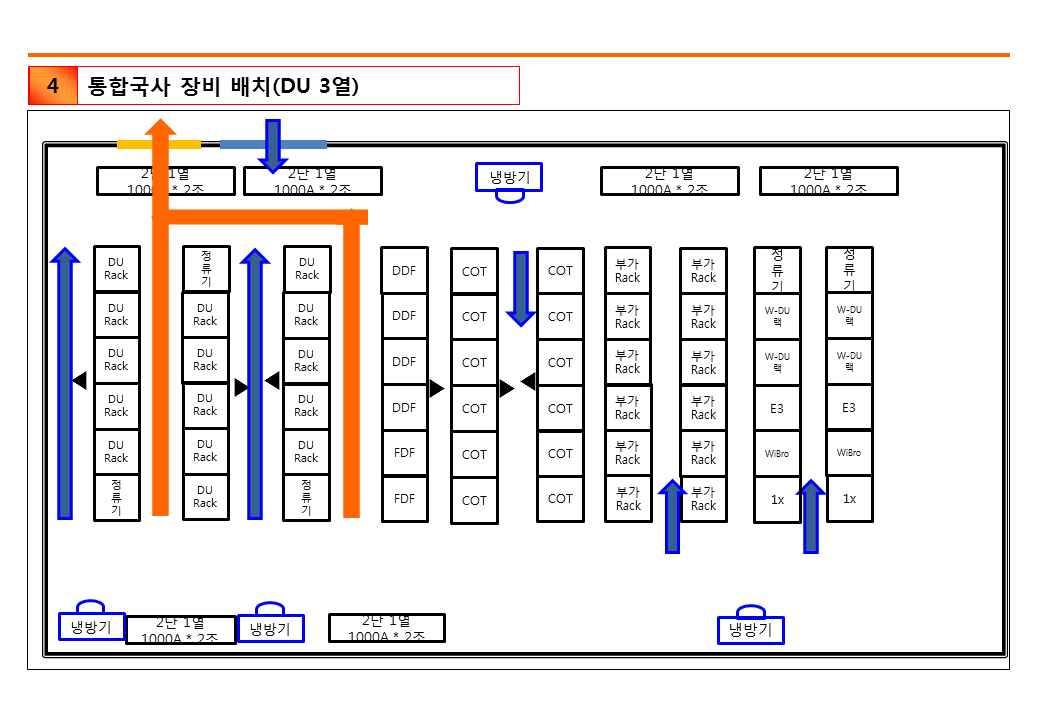 4
통합국사 장비 배치(DU 3열)
2단 1열
1000A * 2조
2단 1열
1000A * 2조
냉방기
2단 1열
1000A * 2조
2단 1열
1000A * 2조
DU
Rack
DU
Rack
DU
Rack
DU
Rack
DU
Rack
정
류
기
정
류
기
DU
Rack
DU
Rack
DU
Rack
DU
Rack
DU
Rack
DU
Rack
DU
Rack
DU
Rack
DU
Rack
DU
Rack
정
류
기
DDF
DDF
DDF
DDF
FDF
FDF
COT
COT
COT
COT
COT
COT
COT
COT
COT
COT
COT
COT
부가
Rack
부가
Rack
부가
Rack
부가
Rack
부가
Rack
부가
Rack
부가
Rack
부가
Rack
부가
Rack
부가
Rack
부가
Rack
부가
Rack
정
류
기
W-DU
랙
W-DU
랙
E3
WiBro
1x
정
류
기
W-DU
랙
W-DU
랙
E3
WiBro
1x
냉방기
2단 1열
1000A * 2조
냉방기
2단 1열
1000A * 2조
냉방기